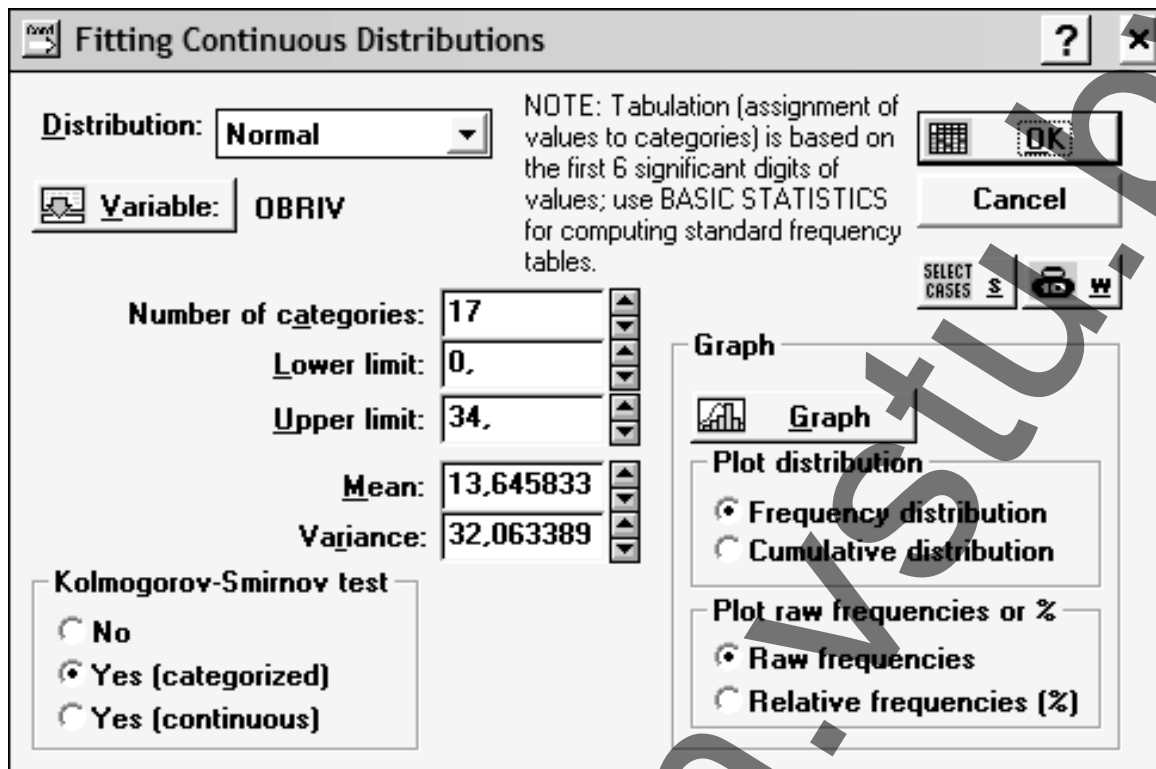 Fitting Continuous Distributions
?
Distribution: Normal
Variable: OBRIV
NOTE: Tabulation (assignment of
values to categories) is based on
the first 6 significant digits of
values; use BASIC STATISTICS
for computing standard frequency
tables.
OK
Cancel
SELECT
CASES S
W
Number of categories: 17
Lower limit: 0,
Upper limit: 34,
Mean: 13,645833
Variance: 32,063389
Kolmogorov-Smirnov test
No
Yes (categorized)
Yes (continuous)
Graph
Graph
Plot distribution
Frequency distribution
Cumulative distribution
Plot raw frequencies or %
Raw frequencies
Relative frequencies (%)